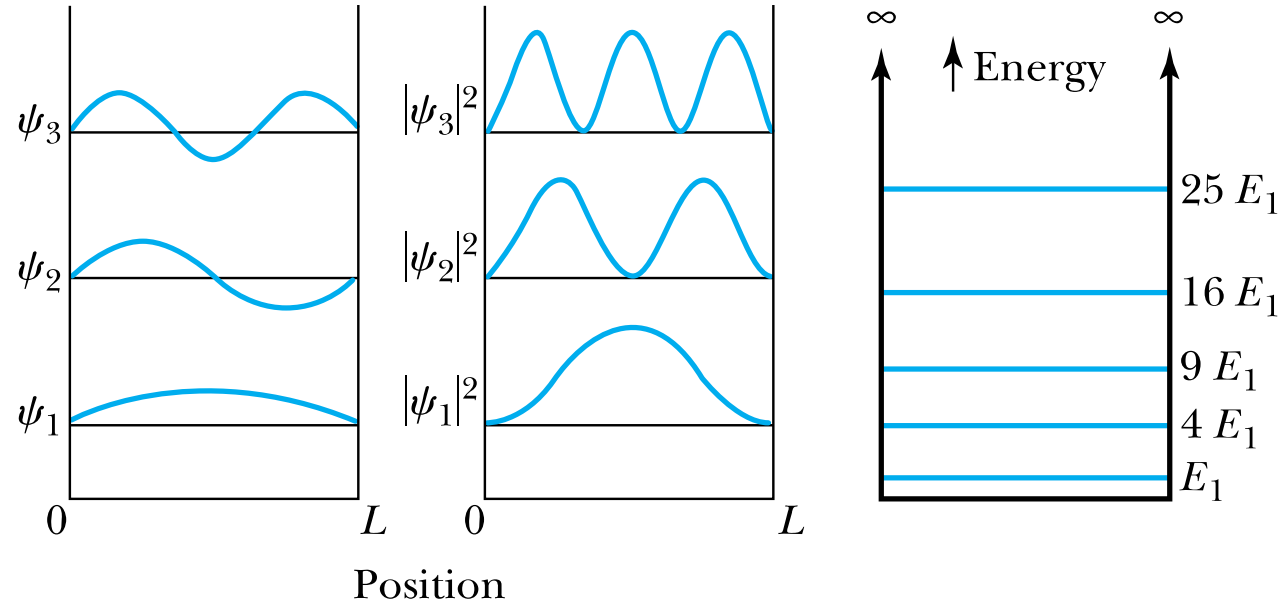 ∞ ∞
Energy
ψ₃ |ψ₃|² 25 E₁
ψ₂ |ψ₂|² 16 E₁
9 E₁
ψ₁ |ψ₁|² 4 E₁
E₁
0 L 0 L
Position